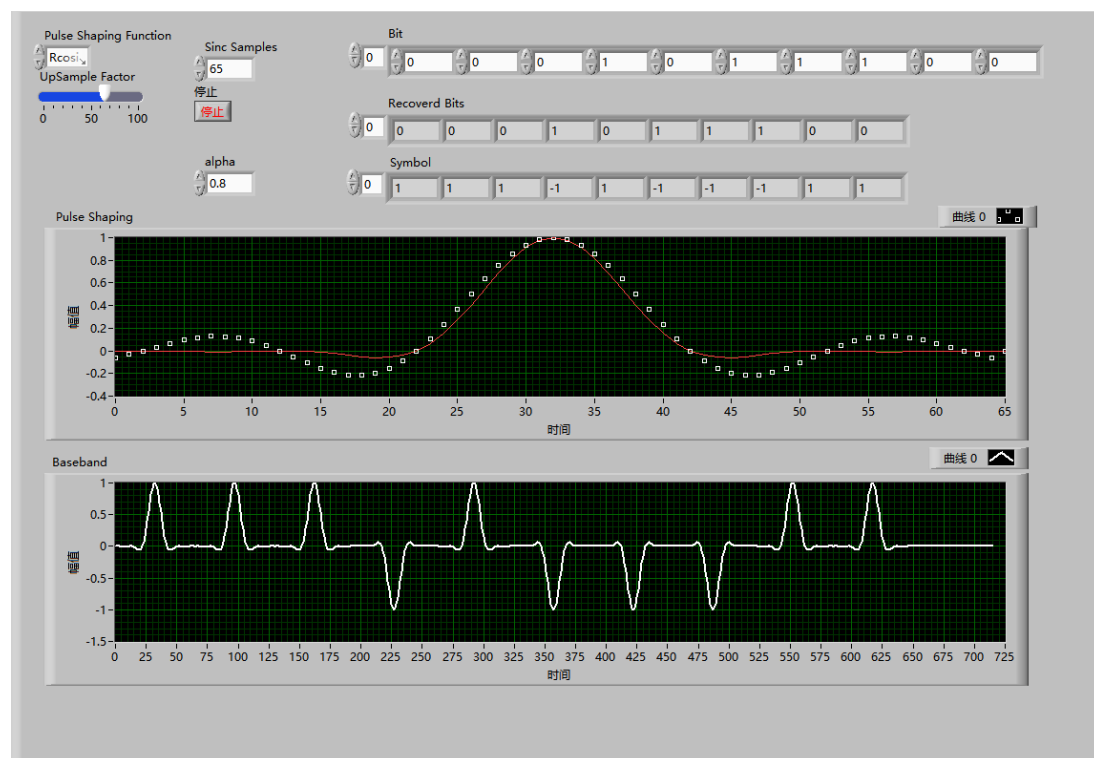 Pulse Shaping Function
Rcosi
Sinc Samples
65
UpSample Factor
0 50 100
停止
停止
alpha
0.8
Bit
0 0 0 0 1 0 1 1 1 0 0
Recoverd Bits
0 0 0 0 1 0 1 1 1 0 0
Symbol
0 1 1 1 -1 1 -1 -1 -1 1 1
Pulse Shaping
曲线 0
1
0.8
0.6
0.4
0.2
0
-0.2
-0.4
幅值
0 5 10 15 20 25 30 35 40 45 50 55 60 65
时间
Baseband
曲线 0
1
0.5
0
-0.5
-1
-1.5
幅值
0 25 50 75 100 125 150 175 200 225 250 275 300 325 350 375 400 425 450 475 500 525 550 575 600 625 650 675 700 725
时间